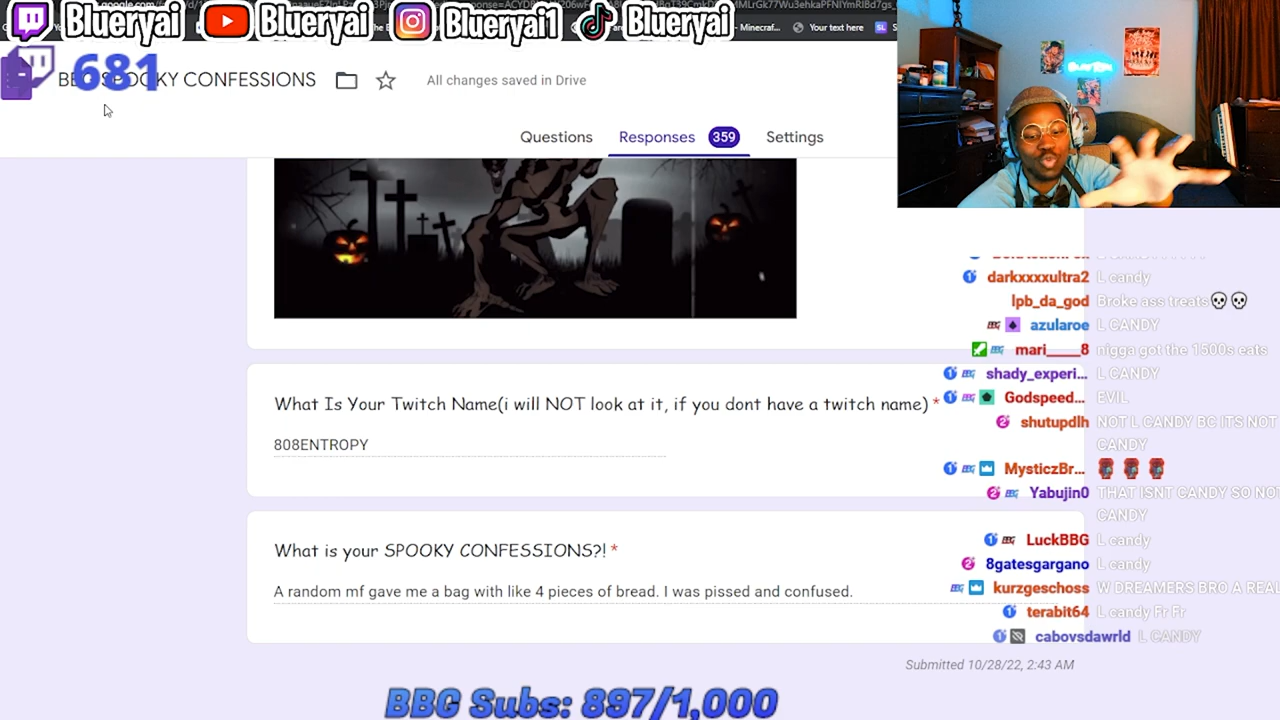 Blueryai Blueryai Blueryai1 Blueryai
Minecraf... Your text here
681
SPOOKY CONFESSIONS
All changes saved in Drive
Questions Responses 359 Settings
What Is Your Twitch Name(i will NOT look at it, if you dont have a twitch name) *
808ENTROPY
What is your SPOOKY CONFESSIONS?! *
A random mf gave me a bag with like 4 pieces of bread. I was pissed and confused.
Submitted 10/28/22, 2:43 AM
BBG Subs: 897/1,000
darkxxxxultra2 L candy
lpb_da_god Broke ass treats💀💀
azularoe L CANDY
mari____8 nigga got the 1500s eats
shady_experi... L CANDY
Godspeed... EVIL
shutupdlh NOT L CANDY BC ITS NOT
CANDY
MysticzBr...
Yabujin0 THAT ISNT CANDY SO NOT
CANDY
LuckBBG L candy
8gatesgargano L candy
kurzgeschoss W DREAMERS BRO A REAL
terabit64 L candy Fr Fr
cabovsdawrld L CANDY